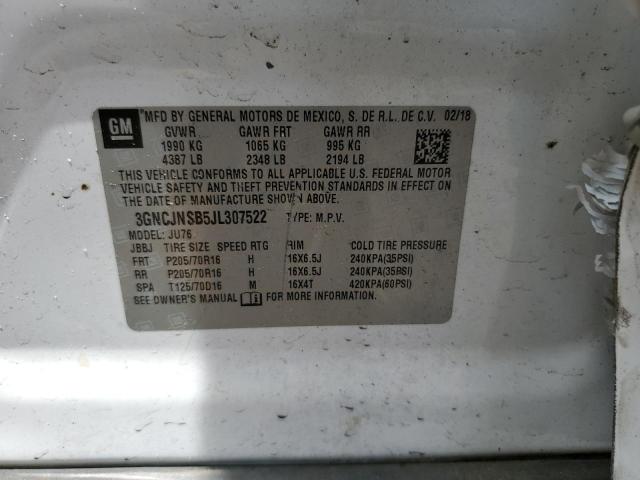 GM
MFD BY GENERAL MOTORS DE MEXICO, S. DE R.L. DE C.V. 02/18
GVWR GAWR FRT GAWR RR
1990 KG 1065 KG 995 KG
4387 LB 2348 LB 2194 LB
THIS VEHICLE CONFORMS TO ALL APPLICABLE U.S. FEDERAL MOTOR
VEHICLE SAFETY AND THEFT PREVENTION STANDARDS IN EFFECT ON
THE DATE OF MANUFACTURE SHOWN ABOVE.
3GNCJNSB5JL307522 TYPE: M.P.V.
MODEL: JU76
JBBJ TIRE SIZE SPEED RTG RIM COLD TIRE PRESSURE
FRT P205/70R16 H 16X6.5J 240KPA(35PSI)
RR P205/70R16 H 16X6.5J 240KPA(35PSI)
SPA T125/70D16 M 16X4T 420KPA(60PSI)
SEE OWNER'S MANUAL FOR MORE INFORMATION.